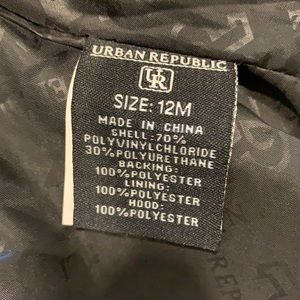 URBAN REPUBLIC
UR
SIZE: 12M
MADE IN CHINA
SHELL: 70%
POLYVINYLCHLORIDE
30%POLYURETHANE
BACKING:
100%POLYESTER
LINING:
100%POLYESTER
HOOD:
100%POLYESTER